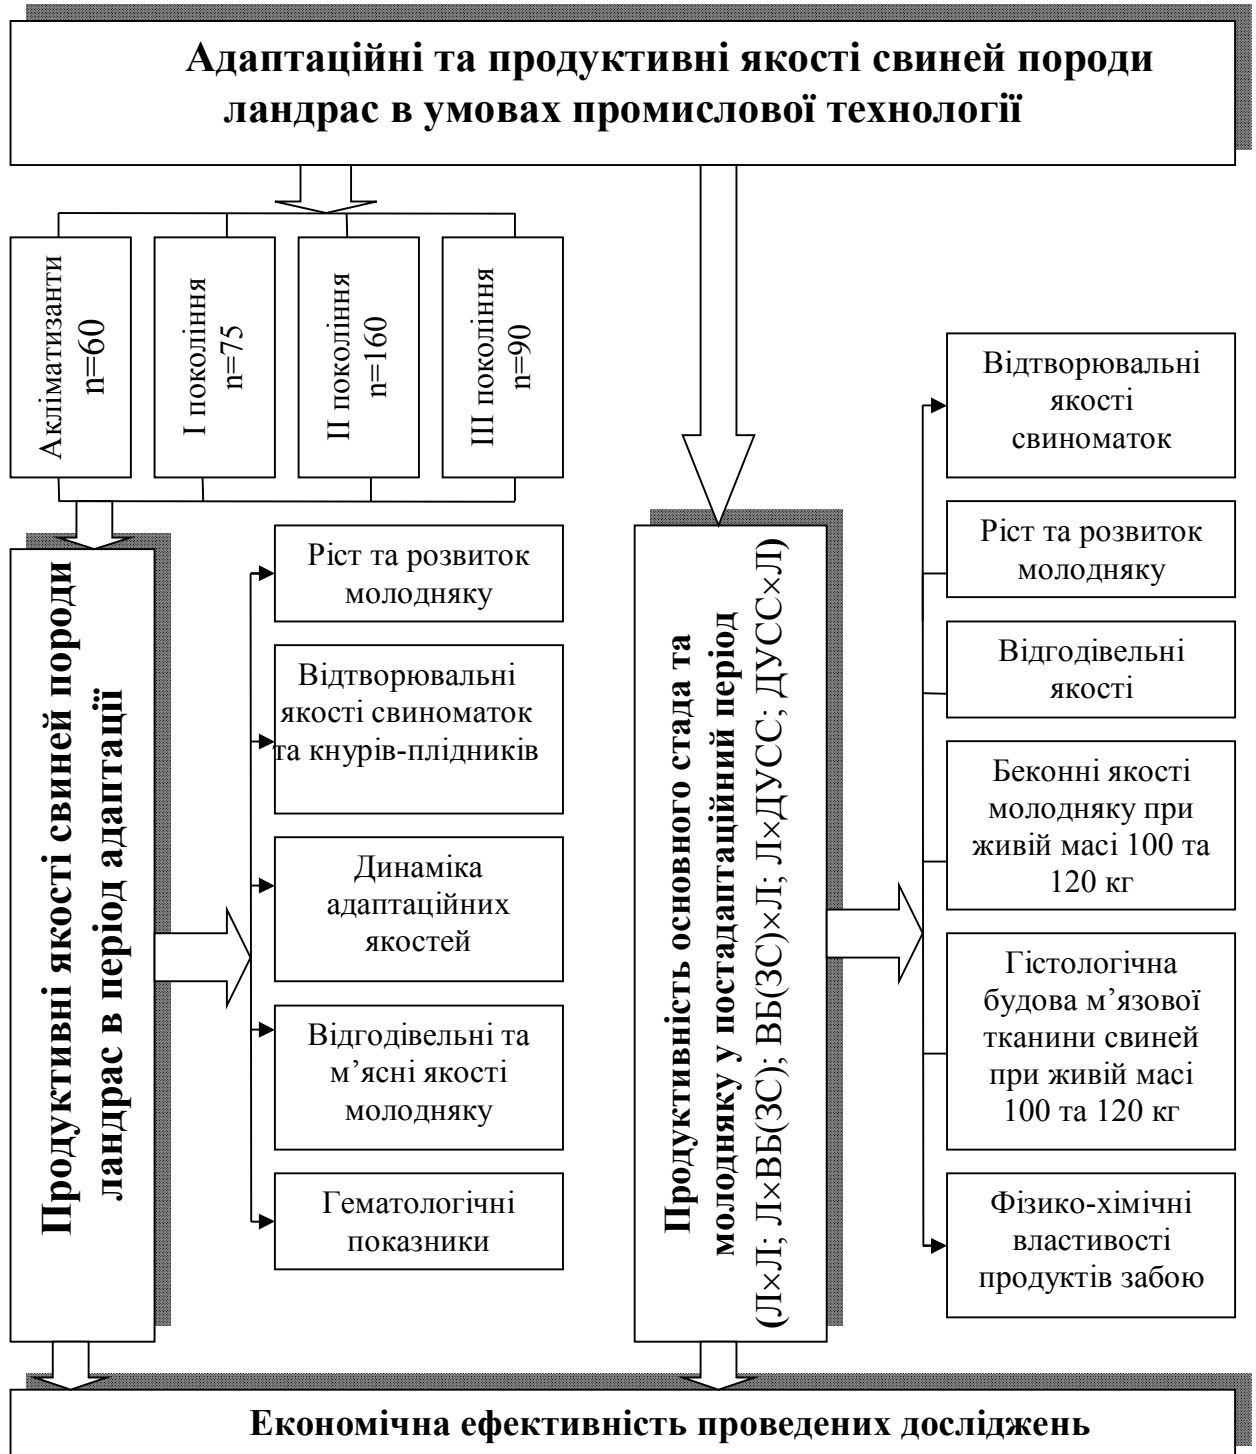 Адаптаційні та продуктивні якості свиней породи
ландрас в умовах промислової технології
Акліматизанти
n=60
І покоління
n=75
ІІ покоління
n=160
ІІІ покоління
n=90
Продуктивні якості свиней породи
ландрас в період адаптації
Ріст та розвиток
молодняку
Відтворювальні
якості свиноматок
та кнурів-плідників
Динаміка
адаптаційних
якостей
Відгодівельні та
м’ясні якості
молодняку
Гематологічні
показники
Продуктивність основного стада та
молодняку у постадаптаційний період
(Л×Л; Л×ВБ(ЗС); ВБ(ЗС)×Л; Л×ДУСС; ДУСС×Л)
Відтворювальні
якості
свиноматок
Ріст та розвиток
молодняку
Відгодівельні
якості
Беконні якості
молодняку при
живій масі 100 та
120 кг
Гістологічна
будова м’язової
тканини свиней
при живій масі
100 та 120 кг
Фізико-хімічні
властивості
продуктів забою
Економічна ефективність проведених досліджень